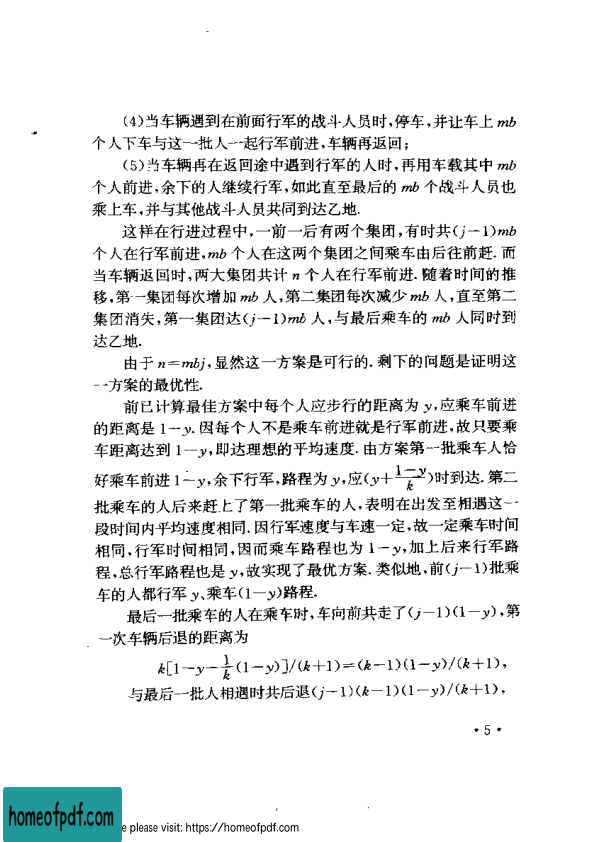 (4)当车辆遇到在前面行军的战斗人员时,停车,并让车上 mb
个人下车与这一批人一起行军前进,车辆再返回;
(5)当车辆再在返回途中遇到行军的人时,再用车载其中 mb
个人前进,余下的人继续行军,如此直至最后的 mb 个战斗人员也
乘上车,并与其他战斗人员共同到达乙地.
这样在行进过程中,一前一后有两个集团,有时共(j-1)mb
个人在行军前进,mb 个人在这两个集团之间乘车由后往前赶. 而
当车辆返回时,两大集团共计 n 个人在行军前进. 随着时间的推
移,第一集团每次增加 mb 人,第二集团每次减少 mb 人,直至第二
集团消失,第一集团达(j-1)mb 人,与最后乘车的 mb 人同时到
达乙地.
由于 n=mbj,显然这一方案是可行的. 剩下的问题是证明这
一方案的最优性.
前已计算最佳方案中每个人应步行的距离为 y,应乘车前进
的距离是 1-y. 因每个人不是乘车前进就是行军前进,故只要乘
车距离达到 1-y,即达理想的平均速度. 由方案第一批乘车人恰
好乘车前进 1-y,余下行军,路程为 y,应(y+\frac{1-y}{k})时到达. 第二
批乘车的人后来赶上了第一批乘车的人,表明在出发至相遇这一
段时间内平均速度相同. 因行军速度与车速一定,故一定乘车时间
相同,行军时间相同,因而乘车路程也为 1-y,加上后来行军路
程,总行军路程也是 y,故实现了最优方案. 类似地,前(j-1)批乘
车的人都行军 y、乘车(1-y)路程.
最后一批乘车的人在乘车时,车向前共走了(j-1)(1-y),第
一次车辆后退的距离为
k[1-y-\frac{1}{k}(1-y)]/(k+1)=(k-1)(1-y)/(k+1),
与最后一批人相遇时共后退(j-1)(k-1)(1-y)/(k+1),
• 5 •
homeofpdf.com
e please visit: https://homeofpdf.com